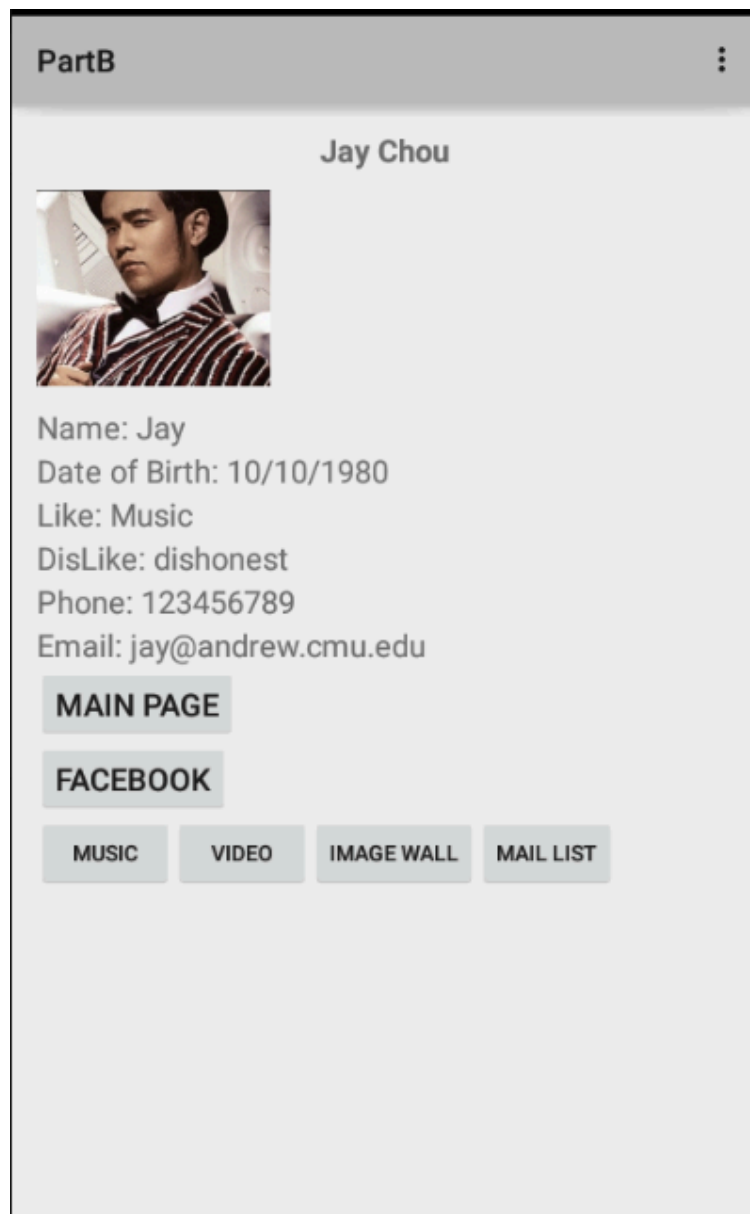 PartB
Jay Chou
Name: Jay
Date of Birth: 10/10/1980
Like: Music
DisLike: dishonest
Phone: 123456789
Email: jay@andrew.cmu.edu
MAIN PAGE
FACEBOOK
MUSIC VIDEO IMAGE WALL MAIL LIST